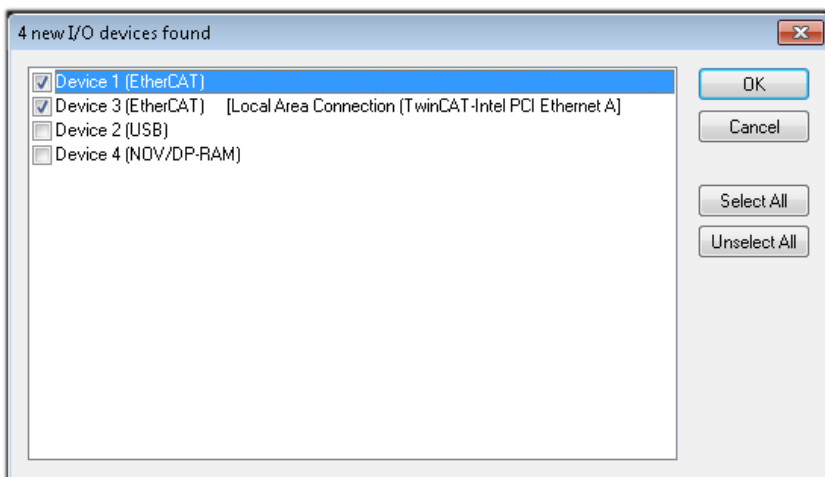 4 new I/O devices found
Device 1 (EtherCAT)
Device 3 (EtherCAT) [Local Area Connection (TwinCAT-Intel PCI Ethernet A]
Device 2 (USB)
Device 4 (NOV/DP-RAM)
OK
Cancel
Select All
Unselect All